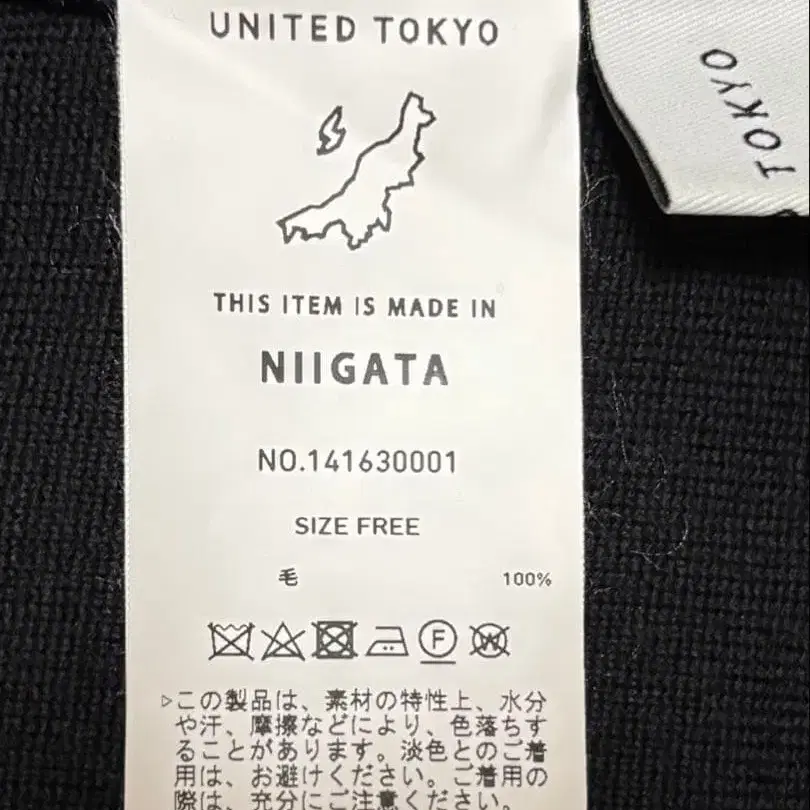 UNITED TOKYO
TOKYO
THIS ITEM IS MADE IN
NIIGATA
NO.141630001
SIZE FREE
毛 100%
F
W
▷この製品は、素材の特性上、水分
や汗、摩擦などにより、色落ちす
ることがあります。淡色とのご着
用は、お避けください。ご着用の
際は、充分にご注意ください。